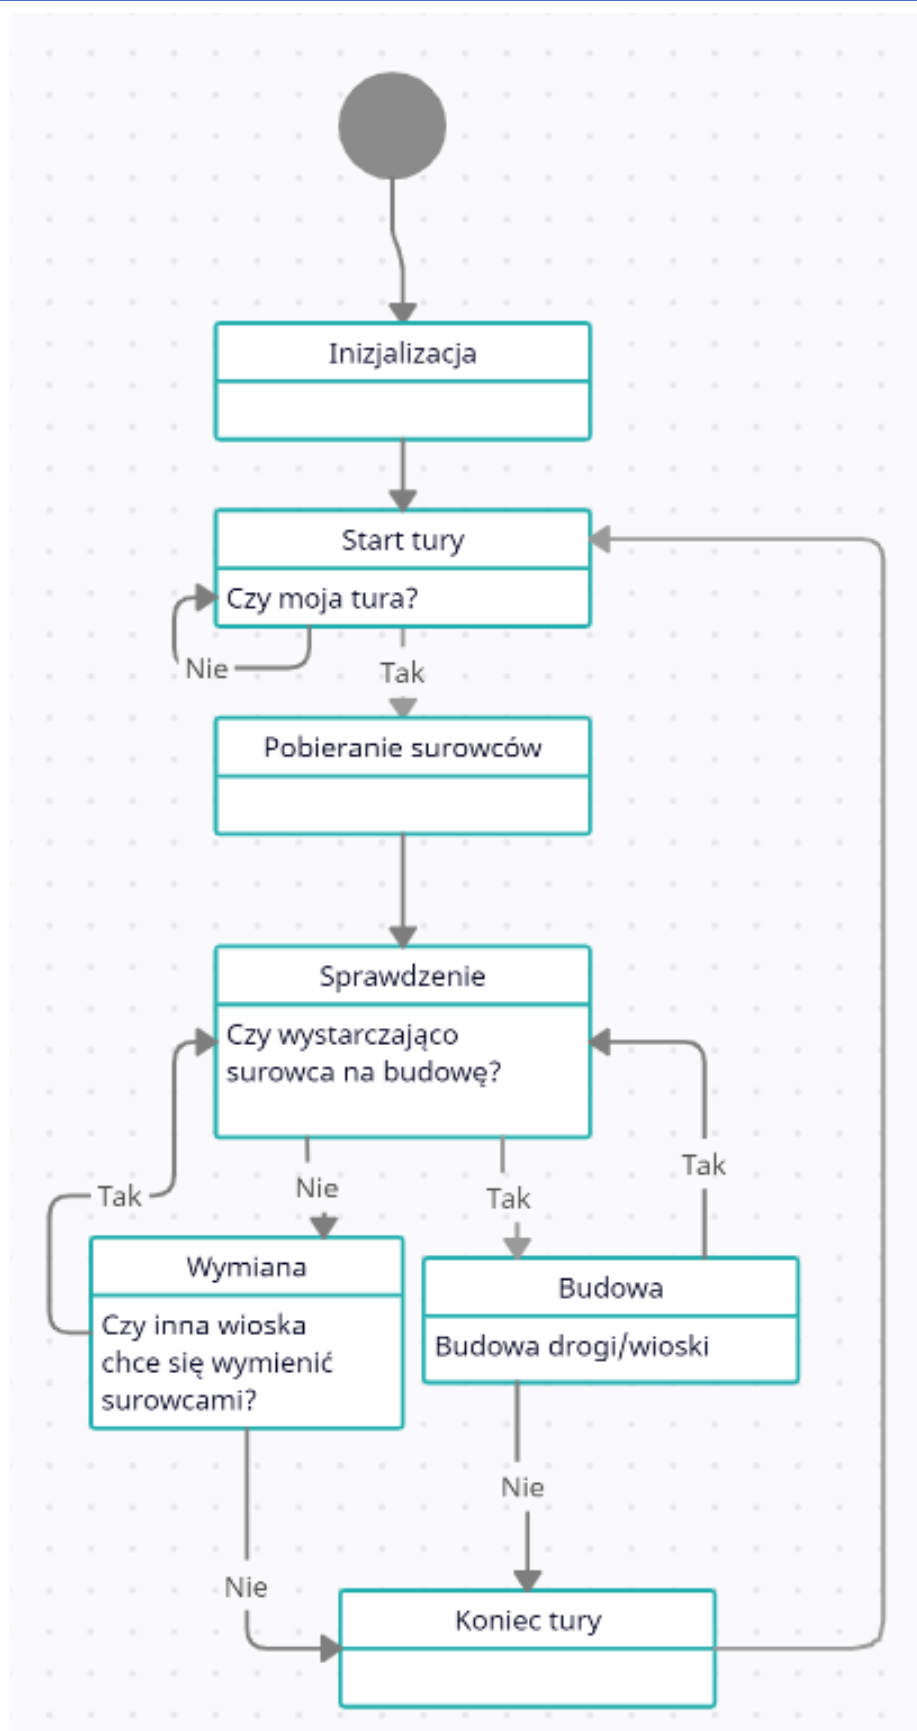 Inizjalizacja
Start tury
Czy moja tura?
Nie
Tak
Pobieranie surowców
Sprawdzenie
Czy wystarczająco
surowca na budowę?
Tak
Nie
Tak
Tak
Wymiana
Czy inna wioska
chce się wymienić
surowcami?
Budowa
Budowa drogi/wioski
Nie
Nie
Koniec tury